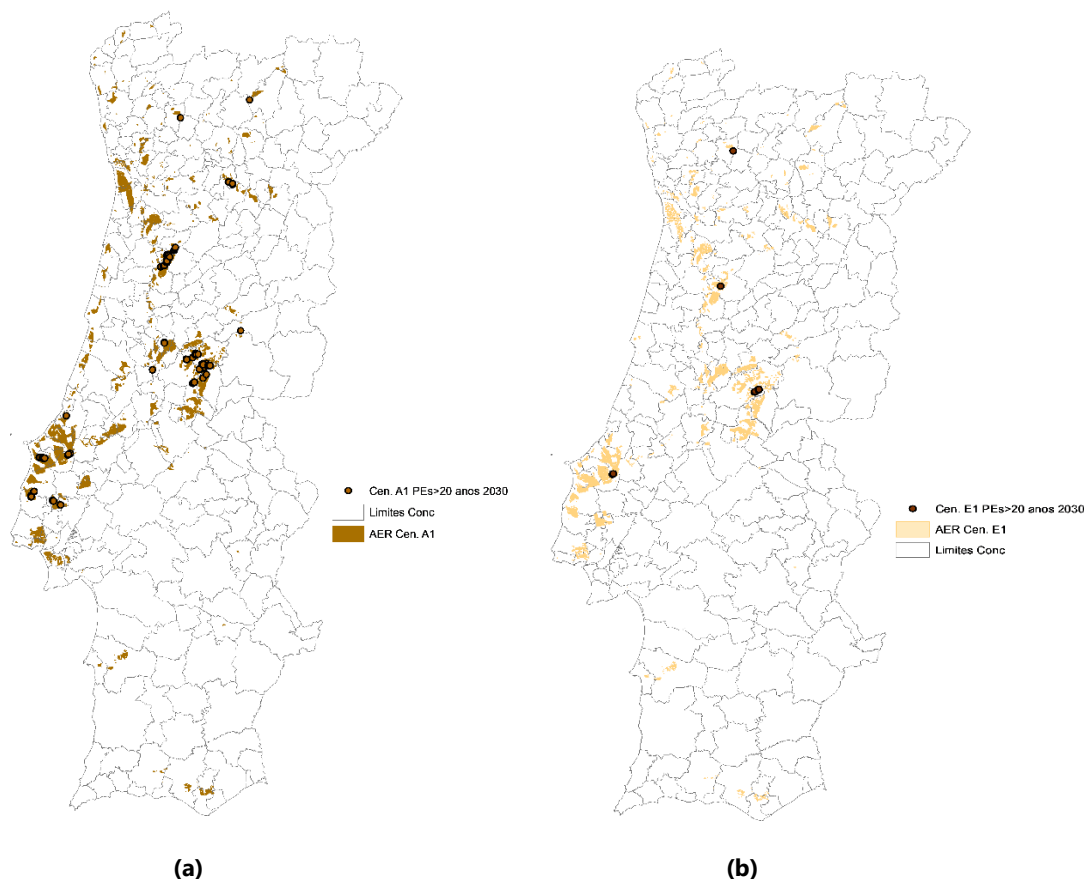 Cen. A1 PEs>20 anos 2030
Limites Conc
AER Cen. A1
Cen. E1 PEs>20 anos 2030
AER Cen. E1
Limites Conc
(a)
(b)